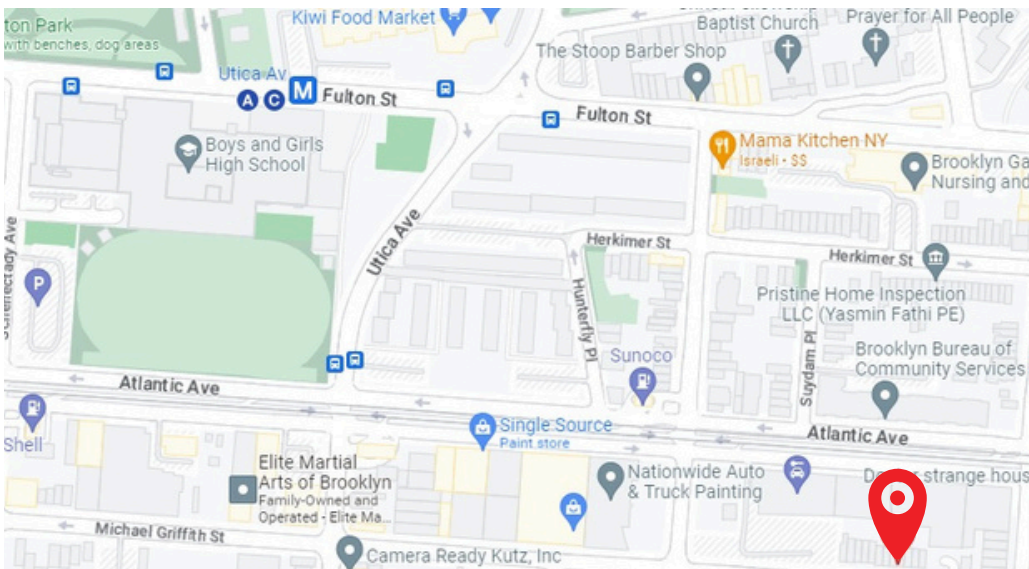 Kiwi Food Market
Baptist Church
Prayer for All People
ton Park
with benches, dog areas
The Stoop Barber Shop
Utica Av
A C M
Fulton St
Fulton St
Boys and Girls
High School
Mama Kitchen NY
Israeli · $$
Brooklyn Ga
Nursing and
Utica Ave
Herkimer St
Herkimer St
Schenectady Ave
P
Hunterfly Pl
Pristine Home Inspection
LLC (Yasmin Fathi PE)
Suydam Pl
Sunoco
Brooklyn Bureau of
Community Services
Atlantic Ave
Shell
Single Source
Paint store
Atlantic Ave
Elite Martial
Arts of Brooklyn
Family-Owned and
Operated - Elite Ma...
Nationwide Auto
& Truck Painting
strange hous
Michael Griffith St
Camera Ready Kutz, Inc